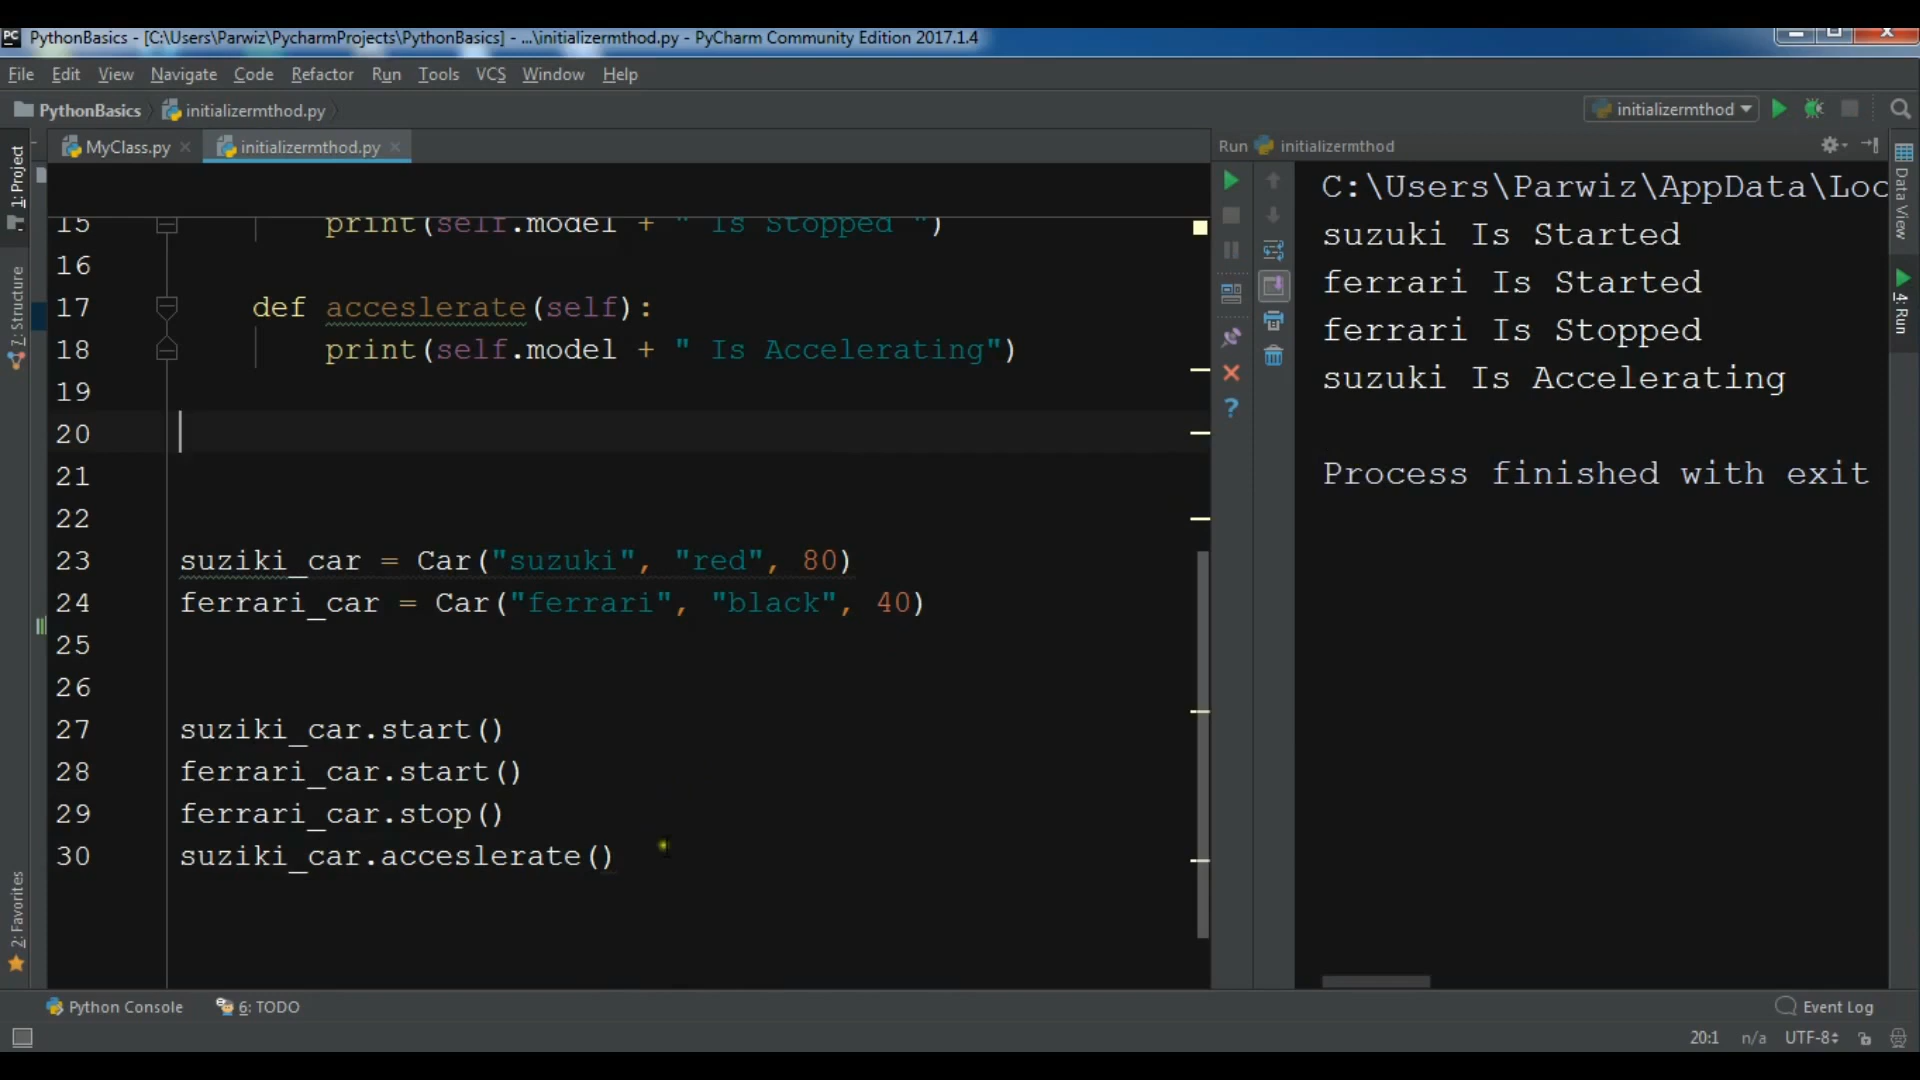 PythonBasics - [C:\Users\Parwiz\PycharmProjects\PythonBasics] - ...\initializermthod.py - PyCharm Community Edition 2017.1.4
File Edit View Navigate Code Refactor Run Tools VCS Window Help
PythonBasics initializermthod.py initializermthod
MyClass.py initializermthod.py
Run initializermthod
1: Project
7: Structure
2: Favorites
15 print(self.model + " Is Stopped ")
16
17 def acceslerate(self):
18 print(self.model + " Is Accelerating")
19
20
21
22
23 suziki_car = Car("suzuki", "red", 80)
24 ferrari_car = Car("ferrari", "black", 40)
25
26
27 suziki_car.start()
28 ferrari_car.start()
29 ferrari_car.stop()
30 suziki_car.acceslerate()
C:\Users\Parwiz\AppData\Loc
suzuki Is Started
ferrari Is Started
ferrari Is Stopped
suzuki Is Accelerating
Process finished with exit
Data View
4: Run
Python Console 6: TODO Event Log
20:1 n/a UTF-8